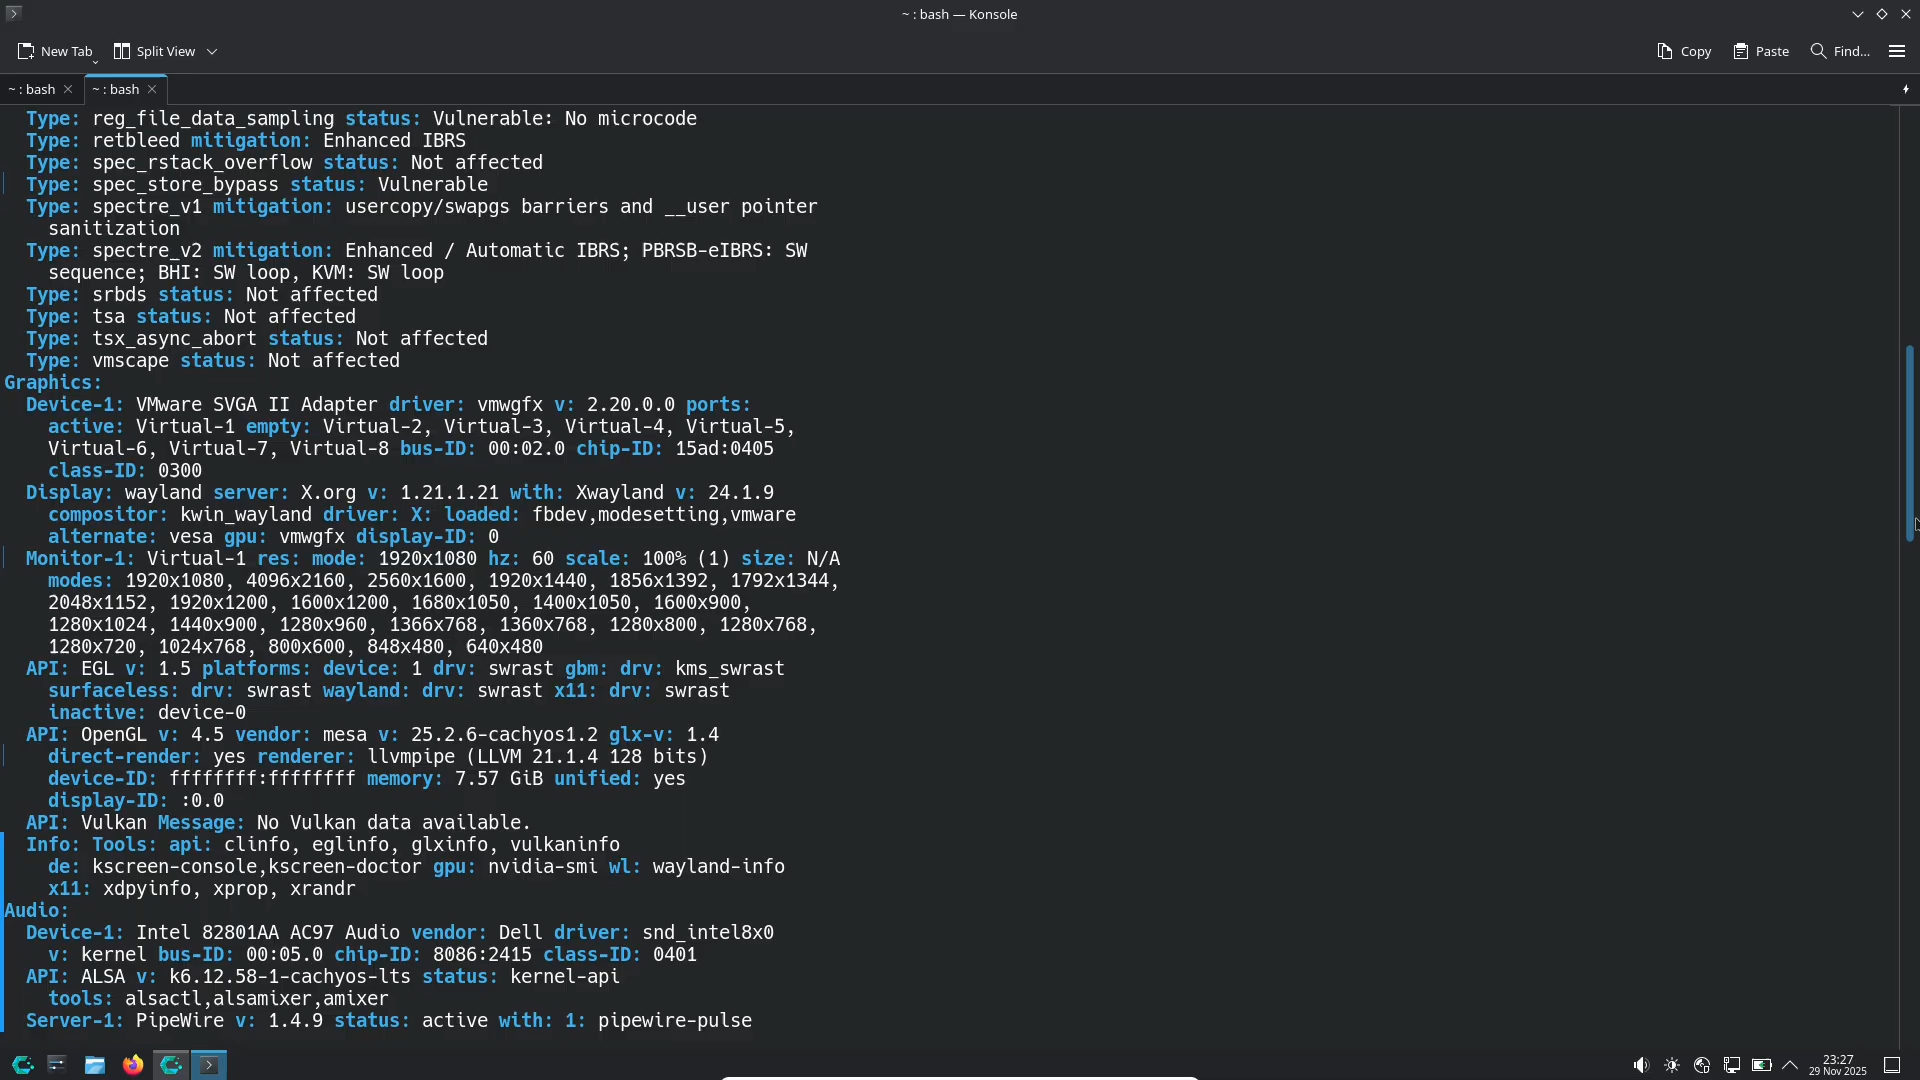 ~ : bash — Konsole
New Tab Split View Copy Paste Find...
~ : bash ~ : bash
Type: reg_file_data_sampling status: Vulnerable: No microcode
Type: retbleed mitigation: Enhanced IBRS
Type: spec_rstack_overflow status: Not affected
Type: spec_store_bypass status: Vulnerable
Type: spectre_v1 mitigation: usercopy/swapgs barriers and __user pointer
sanitization
Type: spectre_v2 mitigation: Enhanced / Automatic IBRS; PBRSB-eIBRS: SW
sequence; BHI: SW loop, KVM: SW loop
Type: srbds status: Not affected
Type: tsa status: Not affected
Type: tsx_async_abort status: Not affected
Type: vmscape status: Not affected
Graphics:
Device-1: VMware SVGA II Adapter driver: vmwgfx v: 2.20.0.0 ports:
active: Virtual-1 empty: Virtual-2, Virtual-3, Virtual-4, Virtual-5,
Virtual-6, Virtual-7, Virtual-8 bus-ID: 00:02.0 chip-ID: 15ad:0405
class-ID: 0300
Display: wayland server: X.org v: 1.21.1.21 with: Xwayland v: 24.1.9
compositor: kwin_wayland driver: X: loaded: fbdev,modesetting,vmware
alternate: vesa gpu: vmwgfx display-ID: 0
Monitor-1: Virtual-1 res: mode: 1920x1080 hz: 60 scale: 100% (1) size: N/A
modes: 1920x1080, 4096x2160, 2560x1600, 1920x1440, 1856x1392, 1792x1344,
2048x1152, 1920x1200, 1600x1200, 1680x1050, 1400x1050, 1600x900,
1280x1024, 1440x900, 1280x960, 1366x768, 1360x768, 1280x800, 1280x768,
1280x720, 1024x768, 800x600, 848x480, 640x480
API: EGL v: 1.5 platforms: device: 1 drv: swrast gbm: drv: kms_swrast
surfaceless: drv: swrast wayland: drv: swrast x11: drv: swrast
inactive: device-0
API: OpenGL v: 4.5 vendor: mesa v: 25.2.6-cachyos1.2 glx-v: 1.4
direct-render: yes renderer: llvmpipe (LLVM 21.1.4 128 bits)
device-ID: ffffffff:ffffffff memory: 7.57 GiB unified: yes
display-ID: :0.0
API: Vulkan Message: No Vulkan data available.
Info: Tools: api: clinfo, eglinfo, glxinfo, vulkaninfo
de: kscreen-console,kscreen-doctor gpu: nvidia-smi wl: wayland-info
x11: xdpyinfo, xprop, xrandr
Audio:
Device-1: Intel 82801AA AC97 Audio vendor: Dell driver: snd_intel8x0
v: kernel bus-ID: 00:05.0 chip-ID: 8086:2415 class-ID: 0401
API: ALSA v: k6.12.58-1-cachyos-lts status: kernel-api
tools: alsactl,alsamixer,amixer
Server-1: PipeWire v: 1.4.9 status: active with: 1: pipewire-pulse
23:27
29 Nov 2025